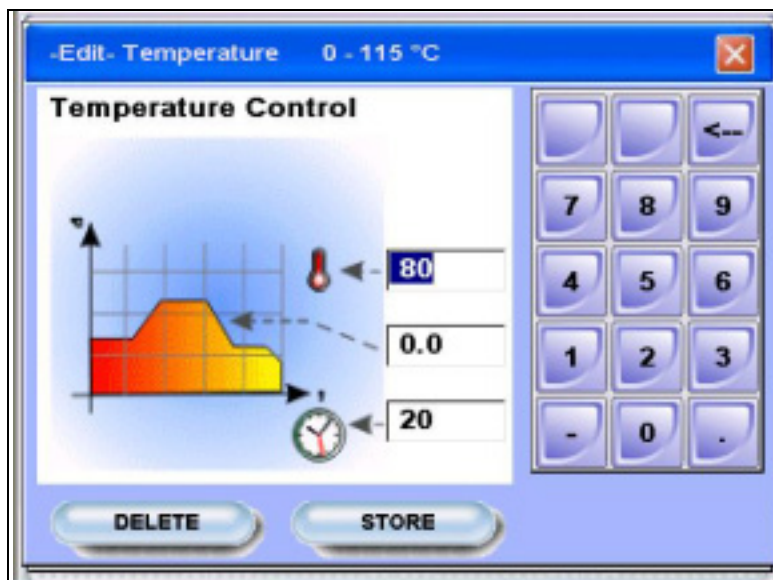 -Edit- Temperature 0 - 115 °C
Temperature Control
80
0.0
20
<--
7 8 9
4 5 6
1 2 3
- 0 .
DELETE STORE